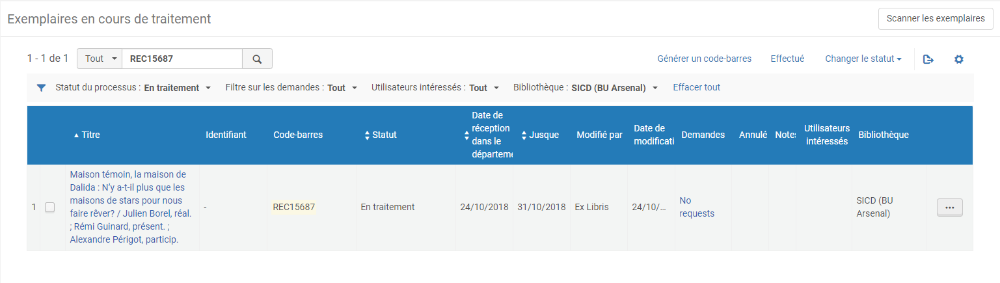 Exemplaires en cours de traitement
Scanner les exemplaires
1 - 1 de 1 Tout REC15687 Générer un code-barres Effectué Changer le statut
Statut du processus : En traitement Filtre sur les demandes : Tout Utilisateurs intéressés : Tout Bibliothèque : SICD (BU Arsenal) Effacer tout
Titre
Identifiant
Code-barres
Statut
Date de
réception
dans le
départeme
Jusque
Modifié par
Date de
modificati
Demandes
Annulé
Notes
Utilisateurs
intéressés
Bibliothèque
1
Maison témoin, la maison de
Dalida : N'y a-t-il plus que les
maisons de stars pour nous
faire rêver? / Julien Borel, réal.
; Rémi Guinard, présent. ;
Alexandre Périgot, particip.
-
REC15687
En traitement
24/10/2018
31/10/2018
Ex Libris
24/10/...
No
requests
SICD (BU
Arsenal)
...